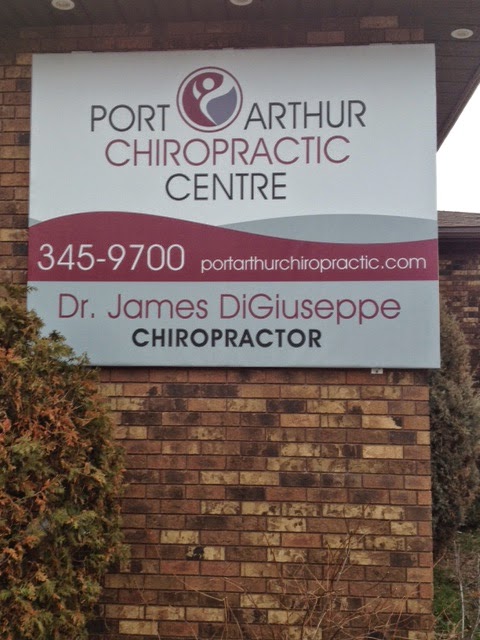 PORT ARTHUR
CHIROPRACTIC
CENTRE
345-9700 portarthurchiropractic.com
Dr. James DiGiuseppe
CHIROPRACTOR